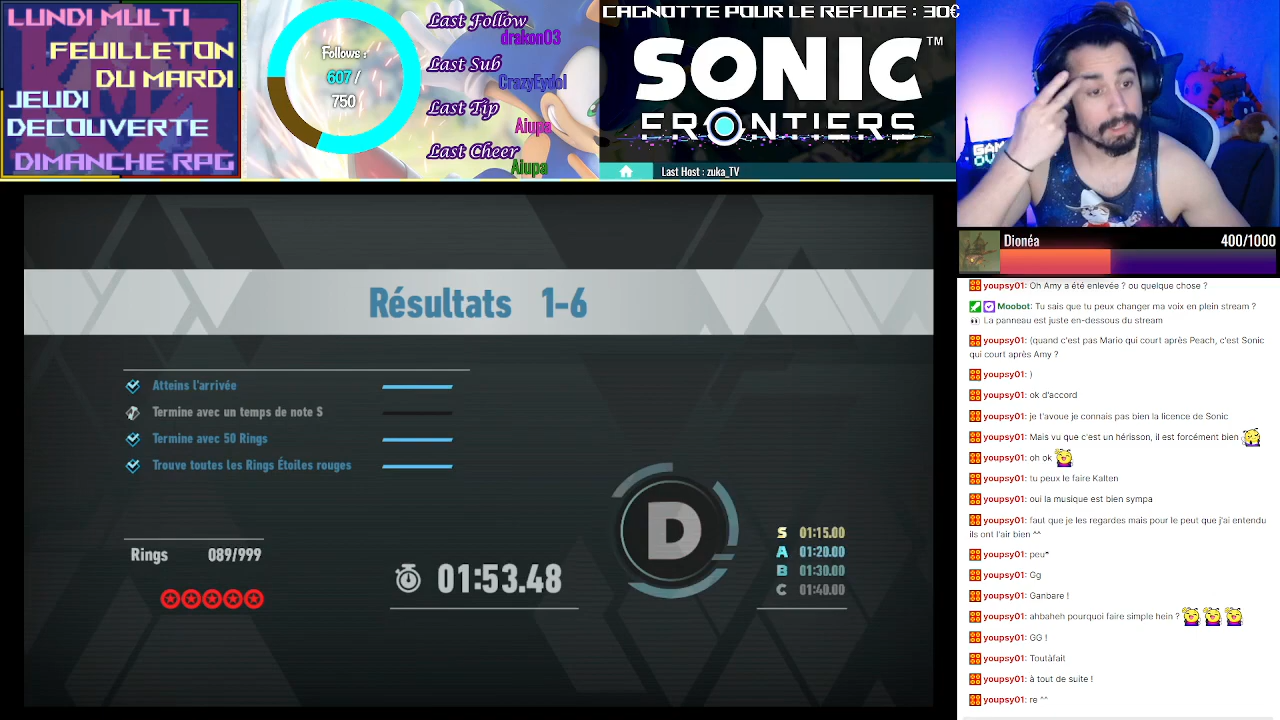 LUNDI MULTI
FEUILLETON
DU MARDI
JEUDI
DECOUVERTE
DIMANCHE RPG
Follows :
607 /
750
Last Follow
drakon03
Last Sub
CrazyEydol
Last Tip
Aiupa
Last Cheer
Aiupa
CAGNOTTE POUR LE REFUGE : 30€
SONIC™
FRONTIERS
Last Host : zuka_TV
Dionéa
400/1000
Résultats 1-6
Atteins l'arrivée
Termine avec un temps de note S
Termine avec 50 Rings
Trouve toutes les Rings Étoiles rouges
Rings 089/999
01:53.48
D
S 01:15.00
A 01:20.00
B 01:30.00
C 01:40.00
youpsy01: Oh Amy a été enlevée ? ou quelque chose ?
Moobot: Tu sais que tu peux changer ma voix en plein stream ?
👀 La panneau est juste en-dessous du stream
youpsy01: (quand c'est pas Mario qui court après Peach, c'est Sonic
qui court après Amy ?
youpsy01: )
youpsy01: ok d'accord
youpsy01: je t'avoue je connais pas bien la licence de Sonic
youpsy01: Mais vu que c'est un hérisson, il est forcément bien
youpsy01: oh ok
youpsy01: tu peux le faire Kalten
youpsy01: oui la musique est bien sympa
youpsy01: faut que je les regardes mais pour le peut que j'ai entendu
ils ont l'air bien ^^
youpsy01: peu*
youpsy01: Gg
youpsy01: Ganbare !
youpsy01: ahbaheh pourquoi faire simple hein ?
youpsy01: GG !
youpsy01: Toutàfait
youpsy01: à tout de suite !
youpsy01: re ^^